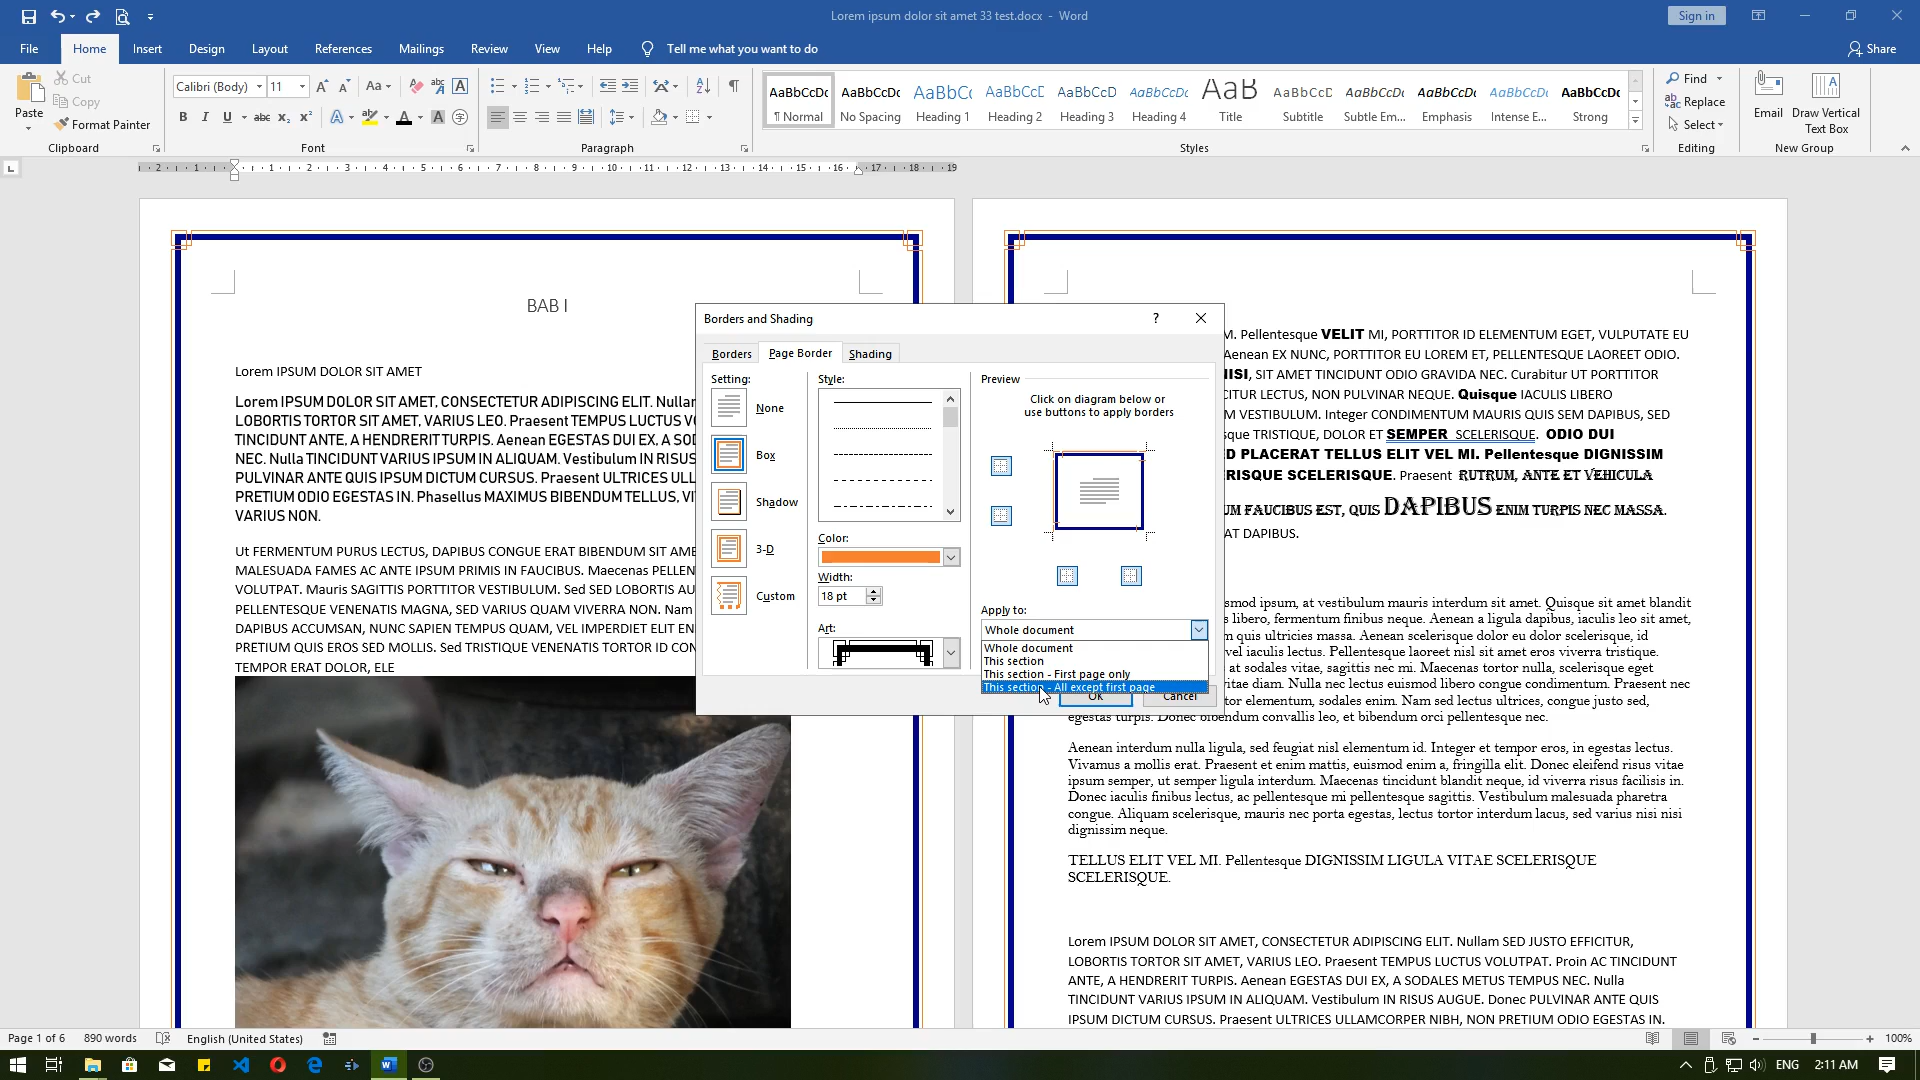 Lorem ipsum dolor sit amet 33 test.docx - Word
Sign in
File Home Insert Design Layout References Mailings Review View Help Tell me what you want to do
Share
Paste
Cut
Copy
Format Painter
Clipboard
Calibri (Body) 11
Font
Paragraph
AaBbCcDc AaBbCcDc AaBbCc AaBbCcD AaBbCcD AaBbCcDc AaB AaBbCcD AaBbCcDc AaBbCcDc AaBbCcDc AaBbCcDc
¶ Normal No Spacing Heading 1 Heading 2 Heading 3 Heading 4 Title Subtitle Subtle Em... Emphasis Intense E... Strong
Styles
Find
Replace
Select
Editing
Email
Draw Vertical
Text Box
New Group
2 1 1 2 3 4 5 6 7 8 9 10 11 12 13 14 15 16 17 18 19
BAB I
Lorem IPSUM DOLOR SIT AMET
Lorem IPSUM DOLOR SIT AMET, CONSECTETUR ADIPISCING ELIT. Nullam
LOBORTIS TORTOR SIT AMET, VARIUS LEO. Praesent TEMPUS LUCTUS VO
TINCIDUNT ANTE, A HENDRERIT TURPIS. Aenean EGESTAS DUI EX, A SOD
NEC. Nulla TINCIDUNT VARIUS IPSUM IN ALIQUAM. Vestibulum IN RISUS
PULVINAR ANTE QUIS IPSUM DICTUM CURSUS. Praesent ULTRICES ULL
PRETIUM ODIO EGESTAS IN. Phasellus MAXIMUS BIBENDUM TELLUS, VI
VARIUS NON.
Ut FERMENTUM PURUS LECTUS, DAPIBUS CONGUE ERAT BIBENDUM SIT AME
MALESUADA FAMES AC ANTE IPSUM PRIMIS IN FAUCIBUS. Maecenas PELLEN
VOLUTPAT. Mauris SAGITTIS PORTTITOR VESTIBULUM. Sed SED LOBORTIS AU
PELLENTESQUE VENENATIS MAGNA, SED VARIUS QUAM VIVERRA NON. Nam
DAPIBUS ACCUMSAN, NUNC SAPIEN TEMPUS QUAM, VEL IMPERDIET ELIT EN
PRETIUM QUIS EROS SED MOLLIS. Sed TRISTIQUE VENENATIS TORTOR ID CON
TEMPOR ERAT DOLOR, ELE
Borders and Shading
?
Borders Page Border Shading
Setting:
None
Box
Shadow
3-D
Custom
Style:
Color:
Width:
18 pt
Art:
Preview
Click on diagram below or
use buttons to apply borders
Apply to:
Whole document
Whole document
This section
This section - First page only
This section - All except first page
OK Cancel
M. Pellentesque VELIT MI, PORTTITOR ID ELEMENTUM EGET, VULPUTATE EU
Aenean EX NUNC, PORTTITOR EU LOREM ET, PELLENTESQUE LAOREET ODIO.
ISI, SIT AMET TINCIDUNT ODIO GRAVIDA NEC. Curabitur UT PORTTITOR
CITUR LECTUS, NON PULVINAR NEQUE. Quisque IACULIS LIBERO
M VESTIBULUM. Integer CONDIMENTUM MAURIS QUIS SEM DAPIBUS, SED
sque TRISTIQUE, DOLOR ET SEMPER SCELERISQUE. ODIO DUI
D PLACERAT TELLUS ELIT VEL MI. Pellentesque DIGNISSIM
ERISQUE SCELERISQUE. Praesent RUTRUM, ANTE ET VEHICULA
UM FAUCIBUS EST, QUIS DAPIBUS ENIM TURPIS NEC MASSA.
AT DAPIBUS.
smod ipsum, at vestibulum mauris interdum sit amet. Quisque sit amet blandit
s libero, fermentum finibus neque. Aenean a ligula dapibus, iaculis leo sit amet,
m quis ultricies massa. Aenean scelerisque dolor eu dolor scelerisque, id
vel iaculis lectus. Phasellus placerat laoreet nisl sit amet eros viverra tristique.
at sodales vitae, sagittis nec mi. Maecenas tortor nulla, scelerisque eget
vitae diam. Nulla nec lectus euismod libero congue fermentum. Praesent nec
tor elementum, sodales enim. Nam sed lectus ultrices, congue justo sed,
egestas turpis. Donec bibendum convallis leo, et bibendum orci pellentesque nec.
Aenean interdum nulla ligula, sed feugiat nisl elementum id. Integer et tempor eros, in egestas lectus.
Vivamus a mollis erat. Praesent et enim mattis, euismod enim a, fringilla elit. Donec eleifend risus vitae
ipsum semper, ut semper ligula interdum. Maecenas tincidunt blandit neque, id viverra risus facilisis in.
Donec iaculis finibus lectus, ac pellentesque mi pellentesque sagittis. Vestibulum malesuada pharetra
congue. Aliquam scelerisque, mauris nec porta egestas, lectus tortor interdum lacus, sed varius nisi nisi
dignissim neque.
TELLUS ELIT VEL MI. Pellentesque DIGNISSIM LIGULA VITAE SCELERISQUE
SCELERISQUE.
Lorem IPSUM DOLOR SIT AMET, CONSECTETUR ADIPISCING ELIT. Nullam SED JUSTO EFFICITUR,
LOBORTIS TORTOR SIT AMET, VARIUS LEO. Praesent TEMPUS LUCTUS VOLUTPAT. Proin AC TINCIDUNT
ANTE, A HENDRERIT TURPIS. Aenean EGESTAS DUI EX, A SODALES METUS TEMPUS NEC. Nulla
TINCIDUNT VARIUS IPSUM IN ALIQUAM. Vestibulum IN RISUS AUGUE. Donec PULVINAR ANTE QUIS
IPSUM DICTUM CURSUS. Praesent ULTRICES ULLAMCORPER NIBH, NON PRETIUM ODIO EGESTAS IN.
Page 1 of 6 890 words English (United States)
100%
ENG 2:11 AM